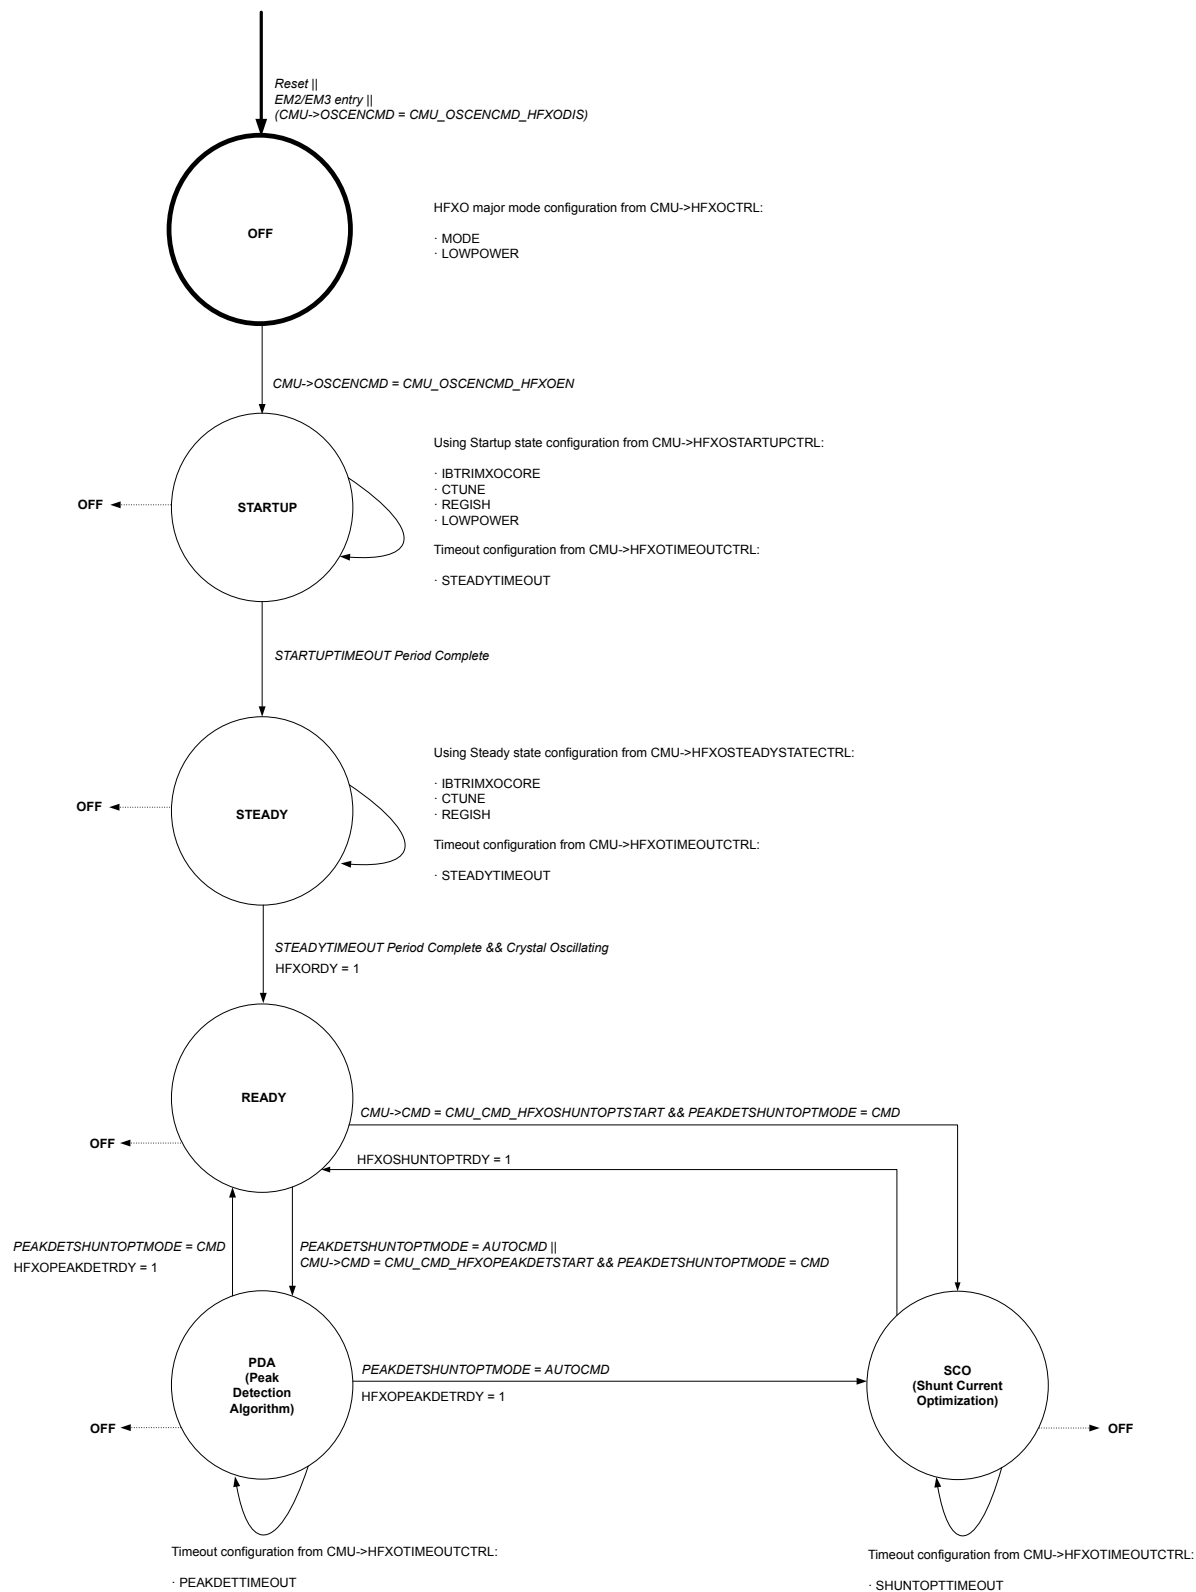 Reset ||
EM2/EM3 entry ||
(CMU->OSCENCMD = CMU_OSCENCMD_HFXODIS)
OFF
HFXO major mode configuration from CMU->HFXOCTRL:
· MODE
· LOWPOWER
CMU->OSCENCMD = CMU_OSCENCMD_HFXOEN
Using Startup state configuration from CMU->HFXOSTARTUPCTRL:
· IBTRIMXOCORE
· CTUNE
· REGISH
· LOWPOWER
OFF
STARTUP
Timeout configuration from CMU->HFXOTIMEOUTCTRL:
· STEADYTIMEOUT
STARTUPTIMEOUT Period Complete
Using Steady state configuration from CMU->HFXOSTEADYSTATECTRL:
· IBTRIMXOCORE
· CTUNE
· REGISH
OFF
STEADY
Timeout configuration from CMU->HFXOTIMEOUTCTRL:
· STEADYTIMEOUT
STEADYTIMEOUT Period Complete && Crystal Oscillating
HFXORDY = 1
READY
CMU->CMD = CMU_CMD_HFXOSHUNTOPTSTART && PEAKDETSHUNTOPTMODE = CMD
OFF
HFXOSHUNTOPTRDY = 1
PEAKDETSHUNTOPTMODE = CMD
HFXOPEAKDETRDY = 1
PEAKDETSHUNTOPTMODE = AUTOCMD ||
CMU->CMD = CMU_CMD_HFXOPEAKDETSTART && PEAKDETSHUNTOPTMODE = CMD
PDA
(Peak
Detection
Algorithm)
PEAKDETSHUNTOPTMODE = AUTOCMD
HFXOPEAKDETRDY = 1
SCO
(Shunt Current
Optimization)
OFF
OFF
Timeout configuration from CMU->HFXOTIMEOUTCTRL:
· PEAKDETTIMEOUT
Timeout configuration from CMU->HFXOTIMEOUTCTRL:
· SHUNTOPTTIMEOUT